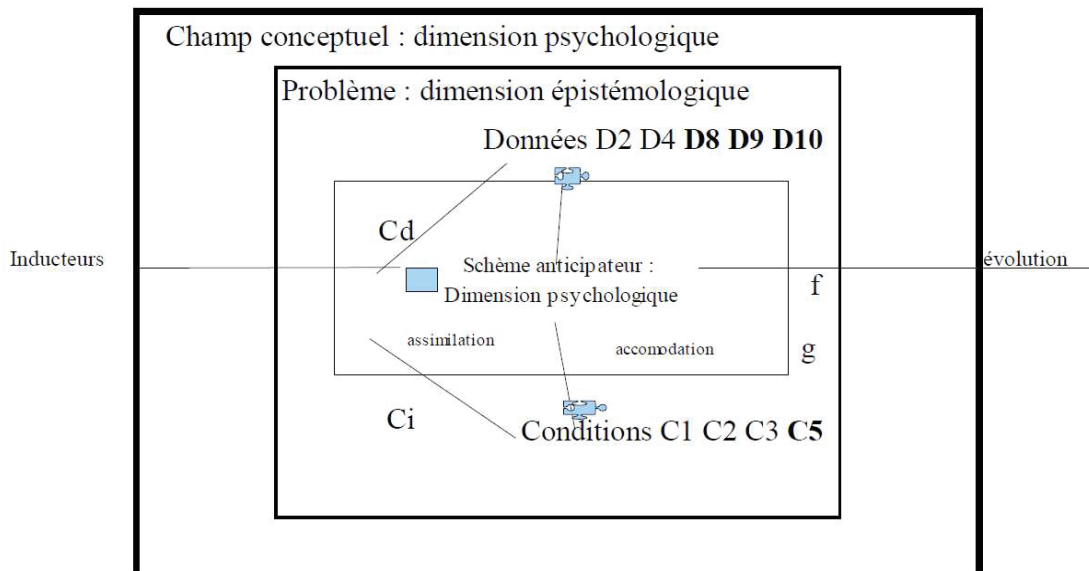 Champ conceptuel : dimension psychologique
Problème : dimension épistémologique
Données D2 D4 D8 D9 D10
Cd
Inducteurs
Schème anticipateur :
Dimension psychologique
évolution
f
assimilation
accomodation
g
Ci
Conditions C1 C2 C3 C5